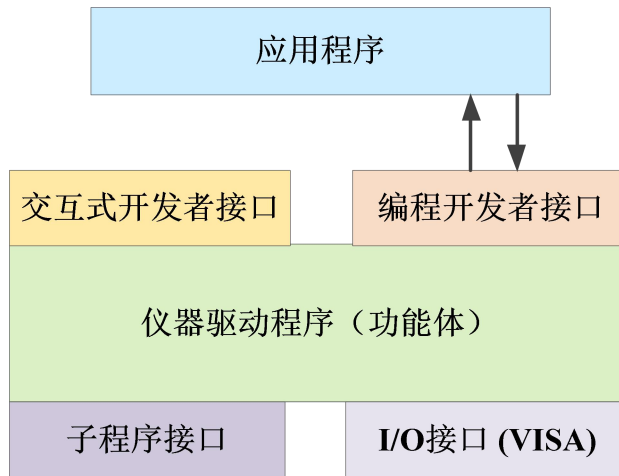 应用程序
交互式开发者接口
编程开发者接口
仪器驱动程序（功能体）
子程序接口
I/O接口 (VISA)